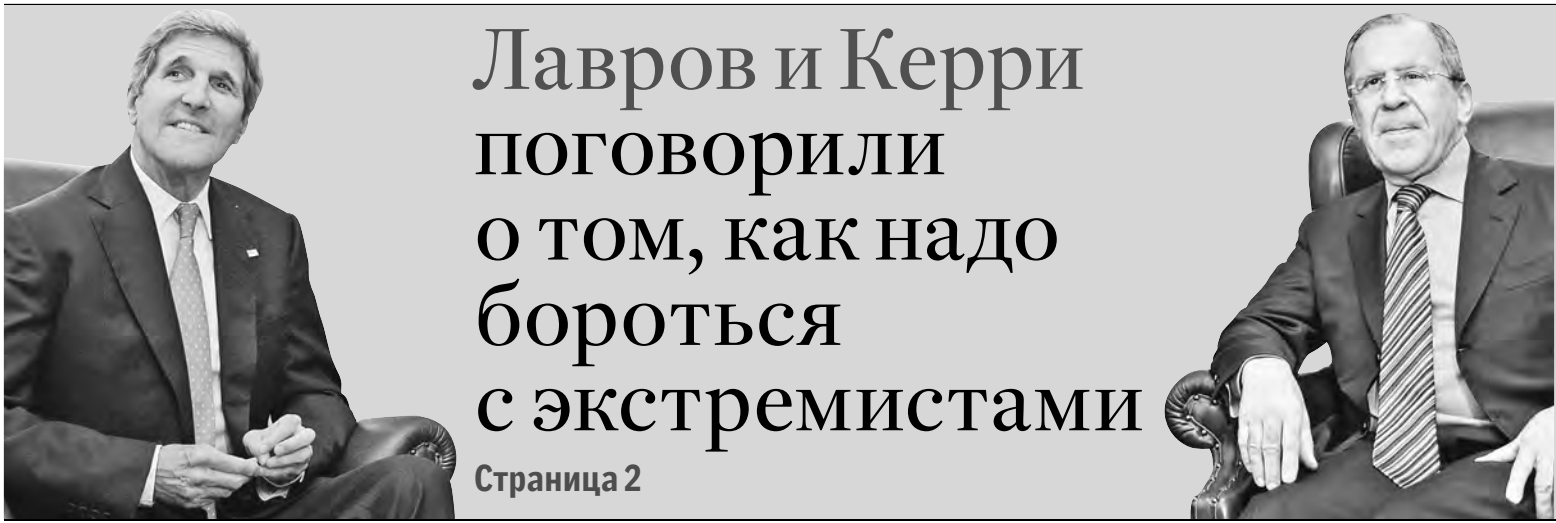 Лавров и Керри
поговорили
о том, как надо
бороться
с экстремистами
Страница 2